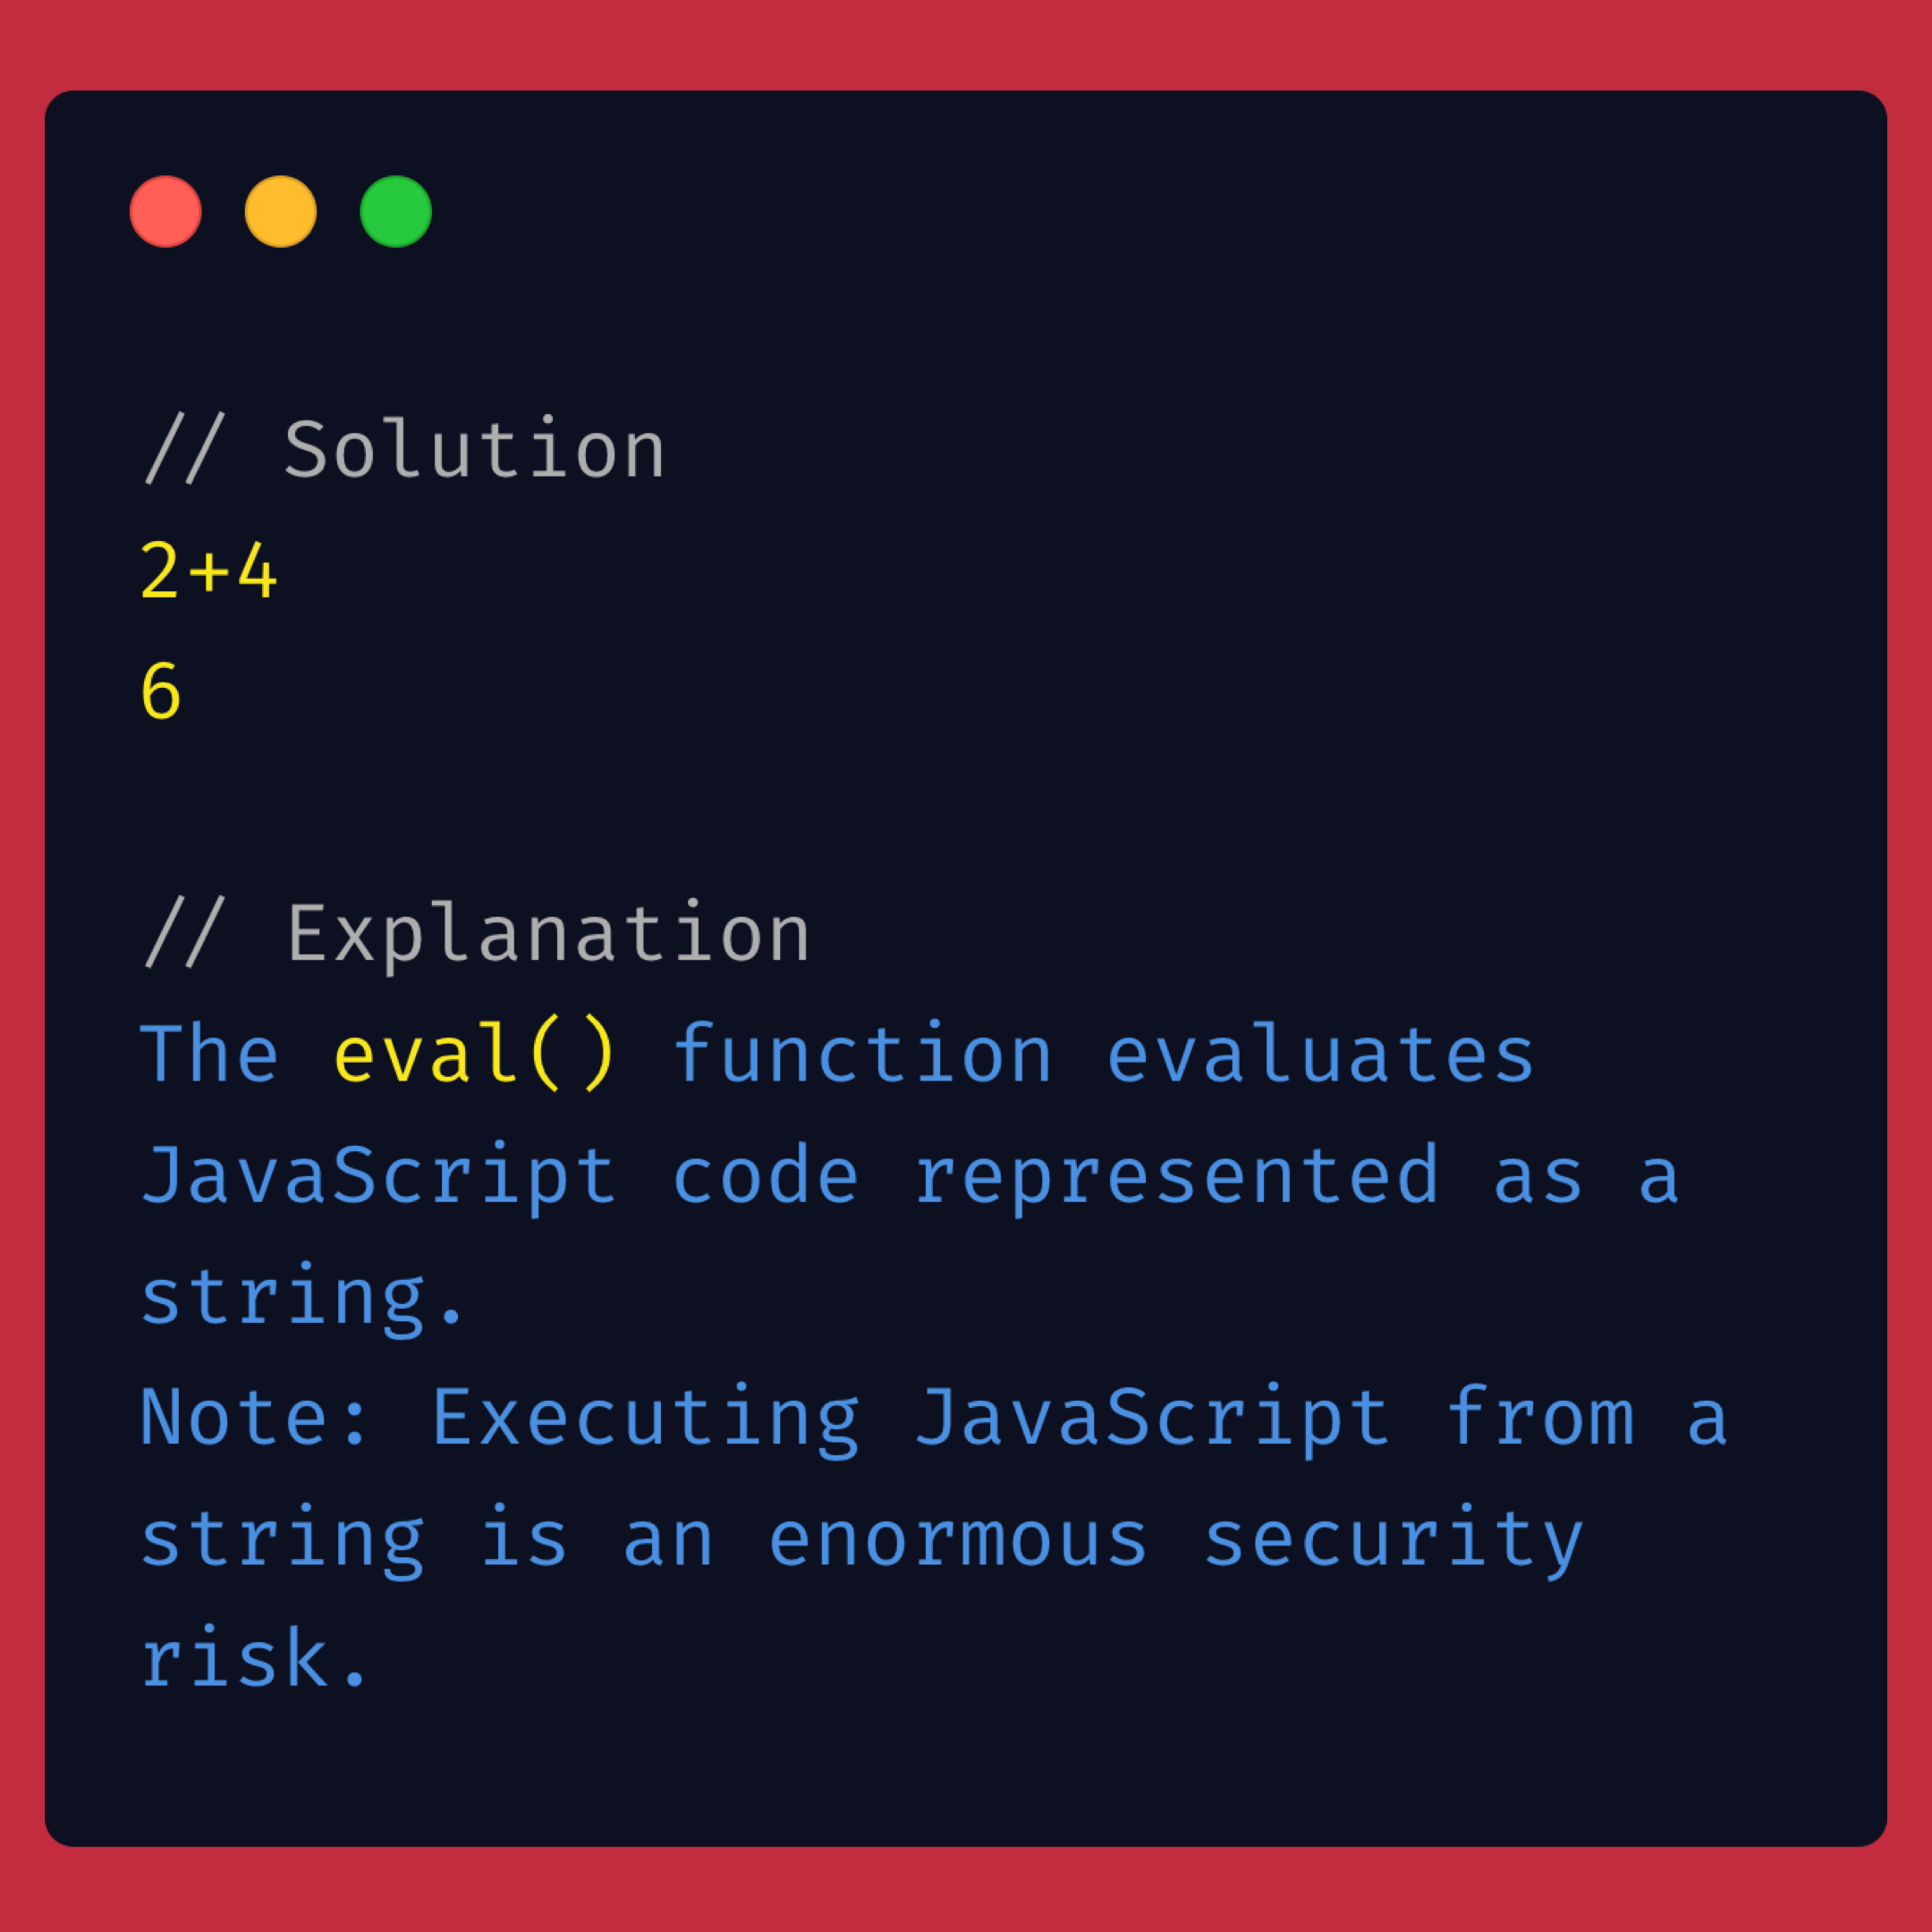 // Solution
2+4
6
// Explanation
The eval() function evaluates
JavaScript code represented as a
string.
Note: Executing JavaScript from a
string is an enormous security
risk.